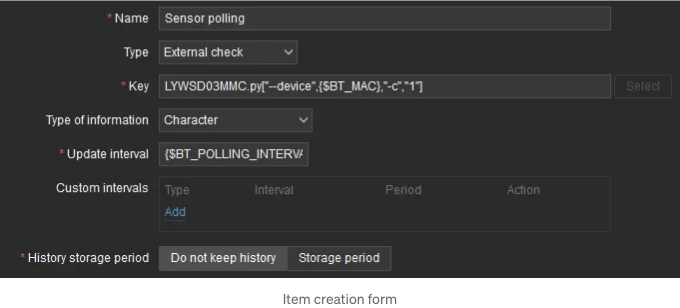 * Name Sensor polling
Type External check
* Key LYWSD03MMC.py["--device",{$BT_MAC},"-c","1"] Select
Type of information Character
* Update interval {$BT_POLLING_INTERVA
Custom intervals Type Interval Period Action
Add
* History storage period Do not keep history Storage period
Item creation form